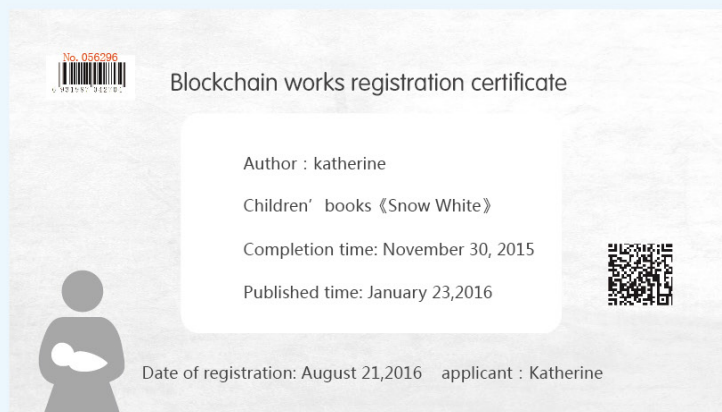 No. 056296
Blockchain works registration certificate
Author : katherine
Children’ books《Snow White》
Completion time: November 30, 2015
Published time: January 23,2016
Date of registration: August 21,2016 applicant : Katherine